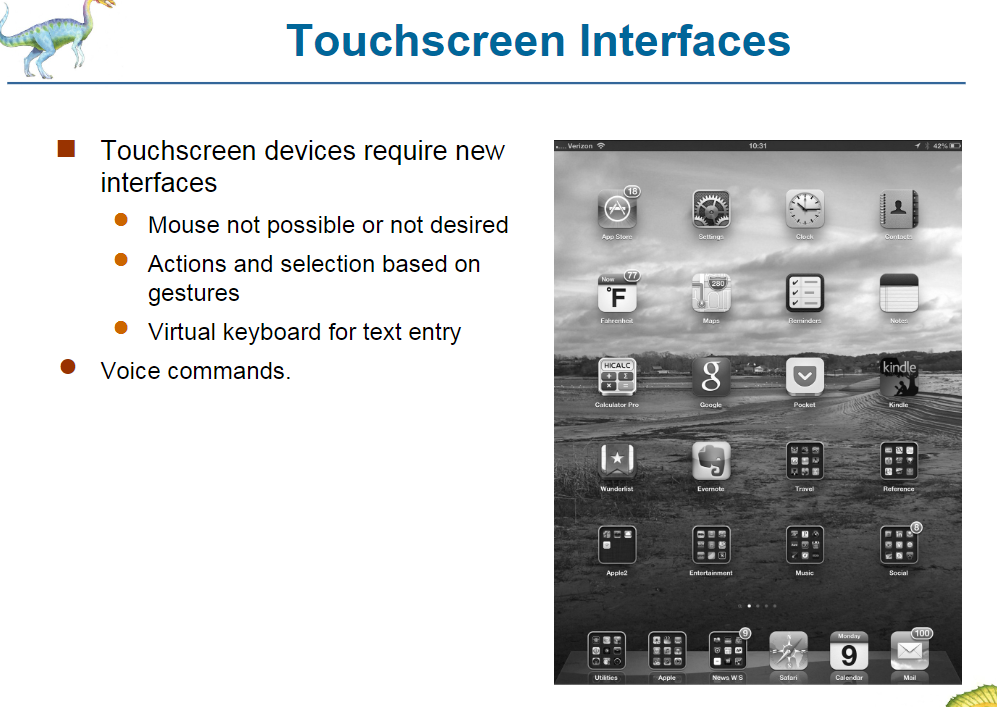 Touchscreen Interfaces
Touchscreen devices require new
interfaces
Mouse not possible or not desired
Actions and selection based on
gestures
Virtual keyboard for text entry
Voice commands.
Verizon 10:31 42%
18
App Store Settings Clock Contacts
Now 77 280
°F
Fahrenheit Maps Reminders Notes
HICALC g kindle
Calculator Pro Google Pocket Kindle
Wunderlist Evernote Travel Reference
8
Apple2 Entertainment Music Social
9 Monday 100
9
Utilities Apple News W S Safari Calendar Mail